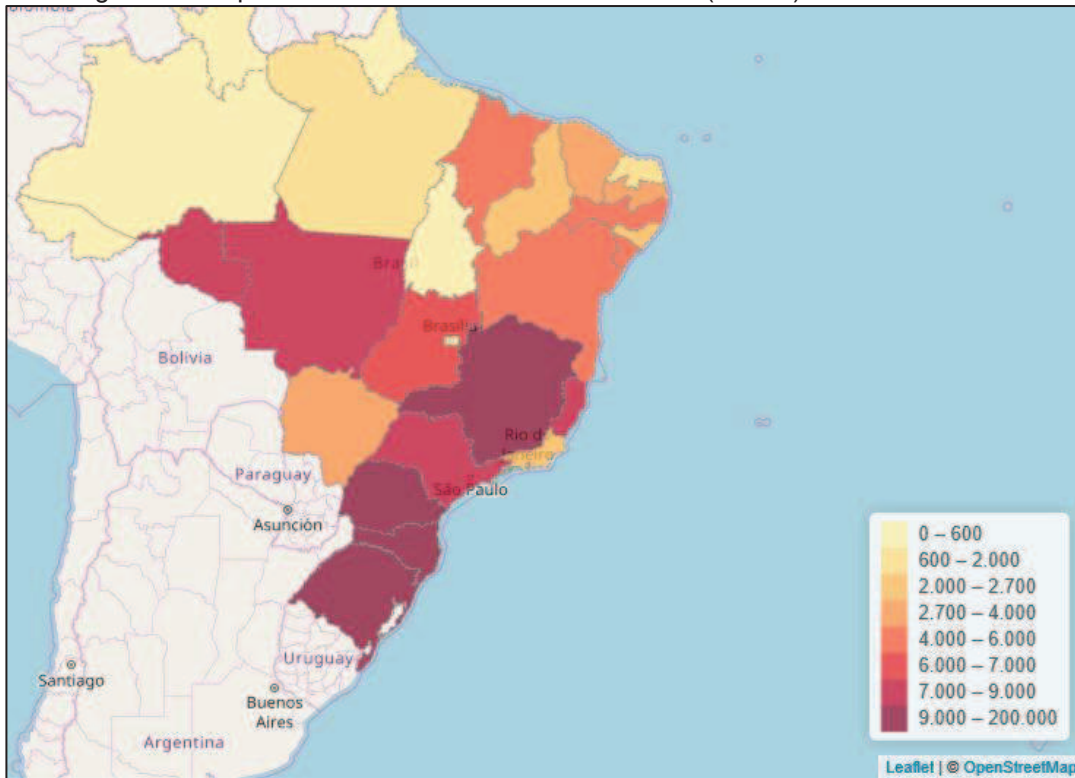 Brasil
Brasília
Bolivia
Rio d
Janeiro
Paraguay
São Paulo
Asunción
Uruguay
Santiago
Buenos
Aires
Argentina
0 – 600
600 – 2.000
2.000 – 2.700
2.700 – 4.000
4.000 – 6.000
6.000 – 7.000
7.000 – 9.000
9.000 – 200.000
Leaflet | © OpenStreetMap